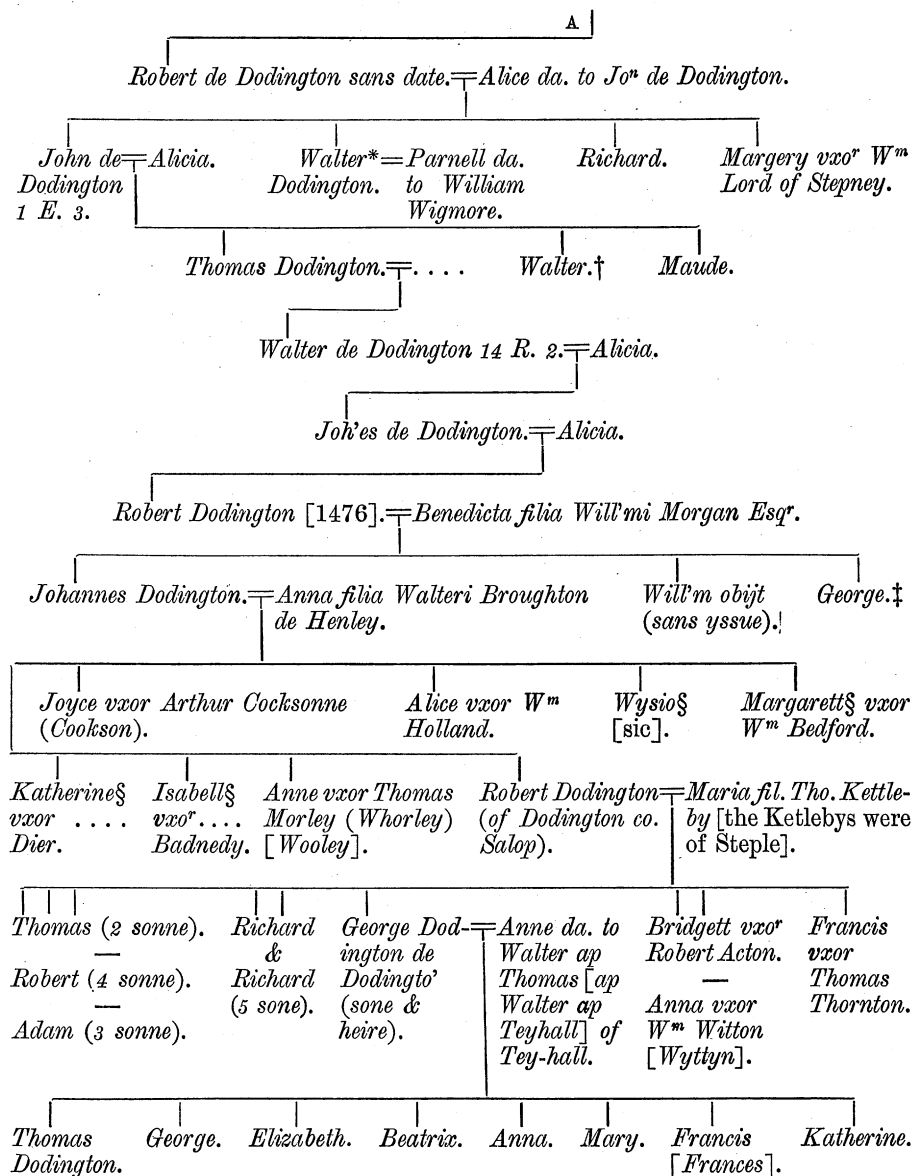 A
Robert de Dodington sans date.=Alice da. to Joⁿ de Dodington.
John de=Alicia.
Dodington
1 E. 3.
Walter*=Parnell da.
Dodington. to William
Wigmore.
Richard.
Margery vxoʳ Wᵐ
Lord of Stepney.
Thomas Dodington.=. . . .
Walter.†
Maude.
Walter de Dodington 14 R. 2.=Alicia.
Joh'es de Dodington.=Alicia.
Robert Dodington [1476].=Benedicta filia Will'mi Morgan Esqʳ.
Johannes Dodington.=Anna filia Walteri Broughton
de Henley.
Will'm obijt
(sans yssue).
George.‡
Joyce vxor Arthur Cocksonne
(Cookson).
Alice vxor Wᵐ
Holland.
Wysio§
[sic].
Margarett§ vxor
Wᵐ Bedford.
Katherine§
vxor . . . .
Dier.
Isabell§
vxoʳ. . . .
Badnedy.
Anne vxor Thomas
Morley (Whorley)
[Wooley].
Robert Dodington=Maria fil. Tho. Kettle-
(of Dodington co. by [the Ketlebys were
Salop). of Steple].
Thomas (2 sonne).
—
Robert (4 sonne).
—
Adam (3 sonne).
Richard
&
Richard
(5 sone).
George Dod-=Anne da. to
ington de Walter ap
Dodingto' Thomas [ap
(sone & Walter ap
heire). Teyhall] of
Tey-hall.
Bridgett vxoʳ
Robert Acton.
—
Anna vxor
Wᵐ Witton
[Wyttyn].
Francis
vxor
Thomas
Thornton.
Thomas
Dodington.
George.
Elizabeth.
Beatrix.
Anna.
Mary.
Francis
[Frances].
Katherine.